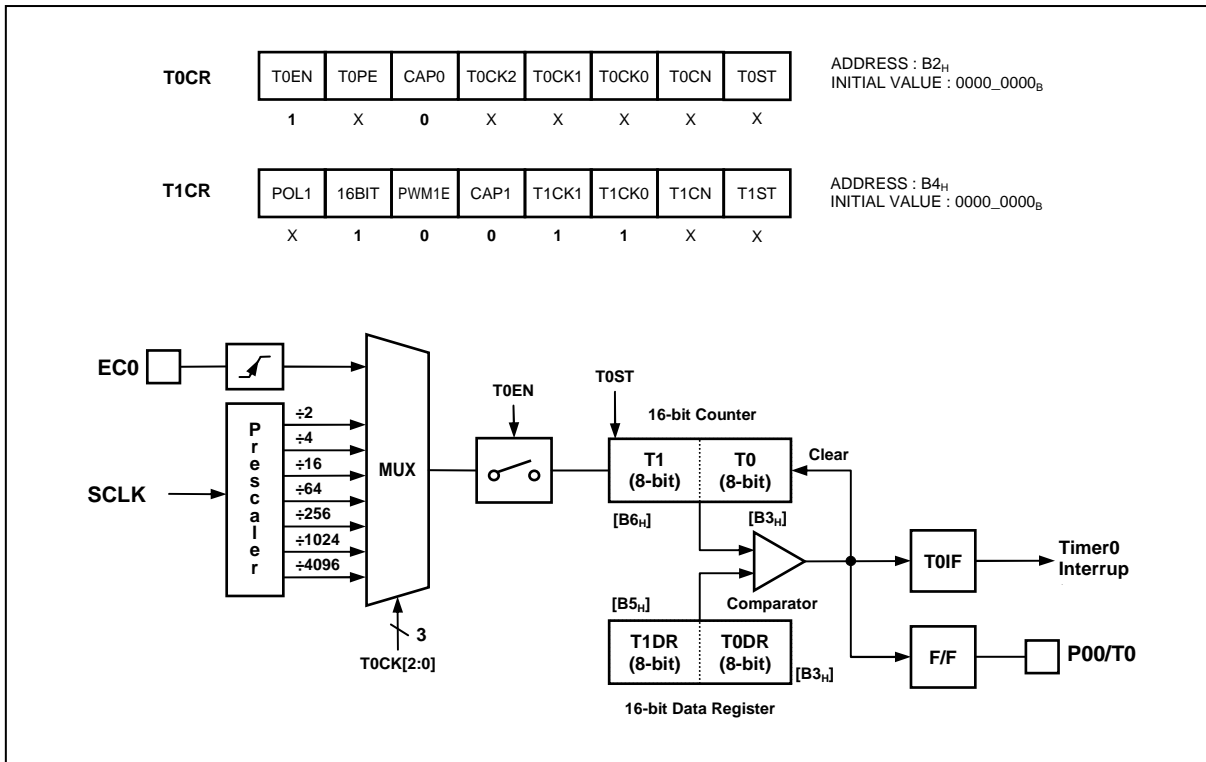 T0CR T0EN T0PE CAP0 T0CK2 T0CK1 T0CK0 T0CN T0ST
ADDRESS : B2H
INITIAL VALUE : 0000_0000B
1 X 0 X X X X X
T1CR POL1 16BIT PWM1E CAP1 T1CK1 T1CK0 T1CN T1ST
ADDRESS : B4H
INITIAL VALUE : 0000_0000B
X 1 0 0 1 1 X X
EC0
SCLK
Prescaler
÷2
÷4
÷16
÷64
÷256
÷1024
÷4096
MUX
3
T0CK[2:0]
T0EN
T0ST
16-bit Counter
T1
(8-bit)
T0
(8-bit)
Clear
[B6H]
[B3H]
Comparator
[B5H]
T1DR
(8-bit)
T0DR
(8-bit)
[B3H]
16-bit Data Register
T0IF
Timer0
Interrup
F/F
P00/T0